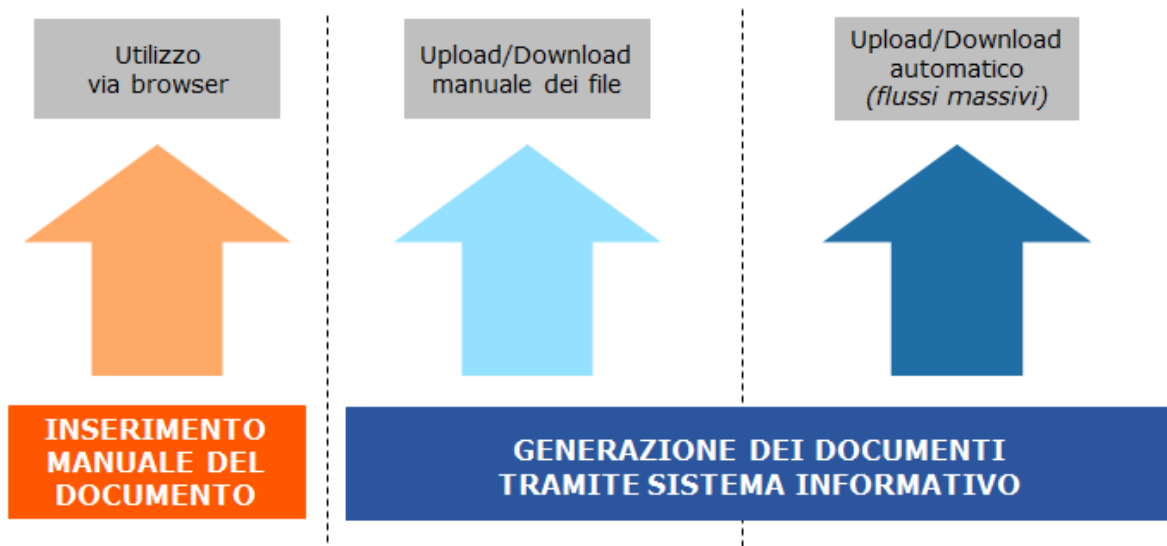 Utilizzo
via browser
Upload/Download
manuale dei file
Upload/Download
automatico
(flussi massivi)
INSERIMENTO
MANUALE DEL
DOCUMENTO
GENERAZIONE DEI DOCUMENTI
TRAMITE SISTEMA INFORMATIVO